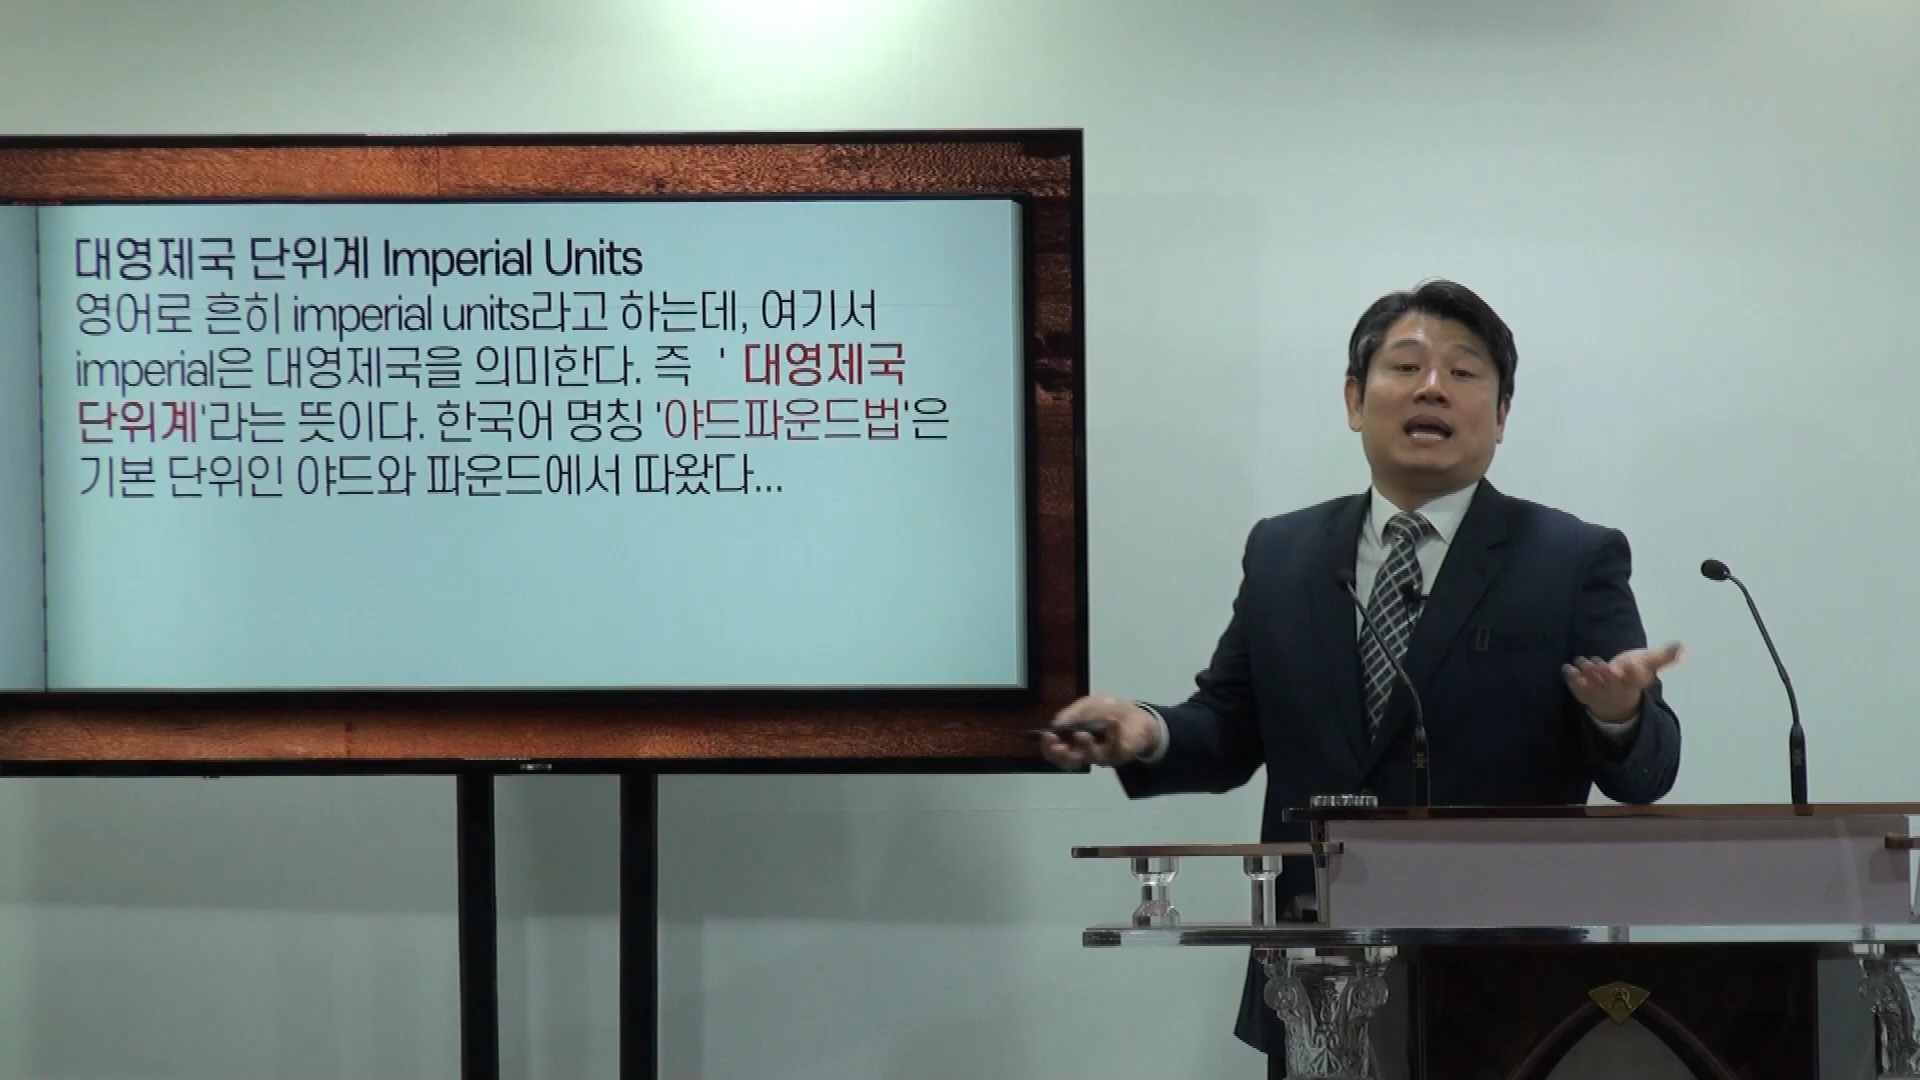 대영제국 단위계 Imperial Units
영어로 흔히 imperial units라고 하는데, 여기서
imperial은 대영제국을 의미한다. 즉 ' 대영제국
단위계'라는 뜻이다. 한국어 명칭 '야드파운드법'은
기본 단위인 야드와 파운드에서 따왔다...